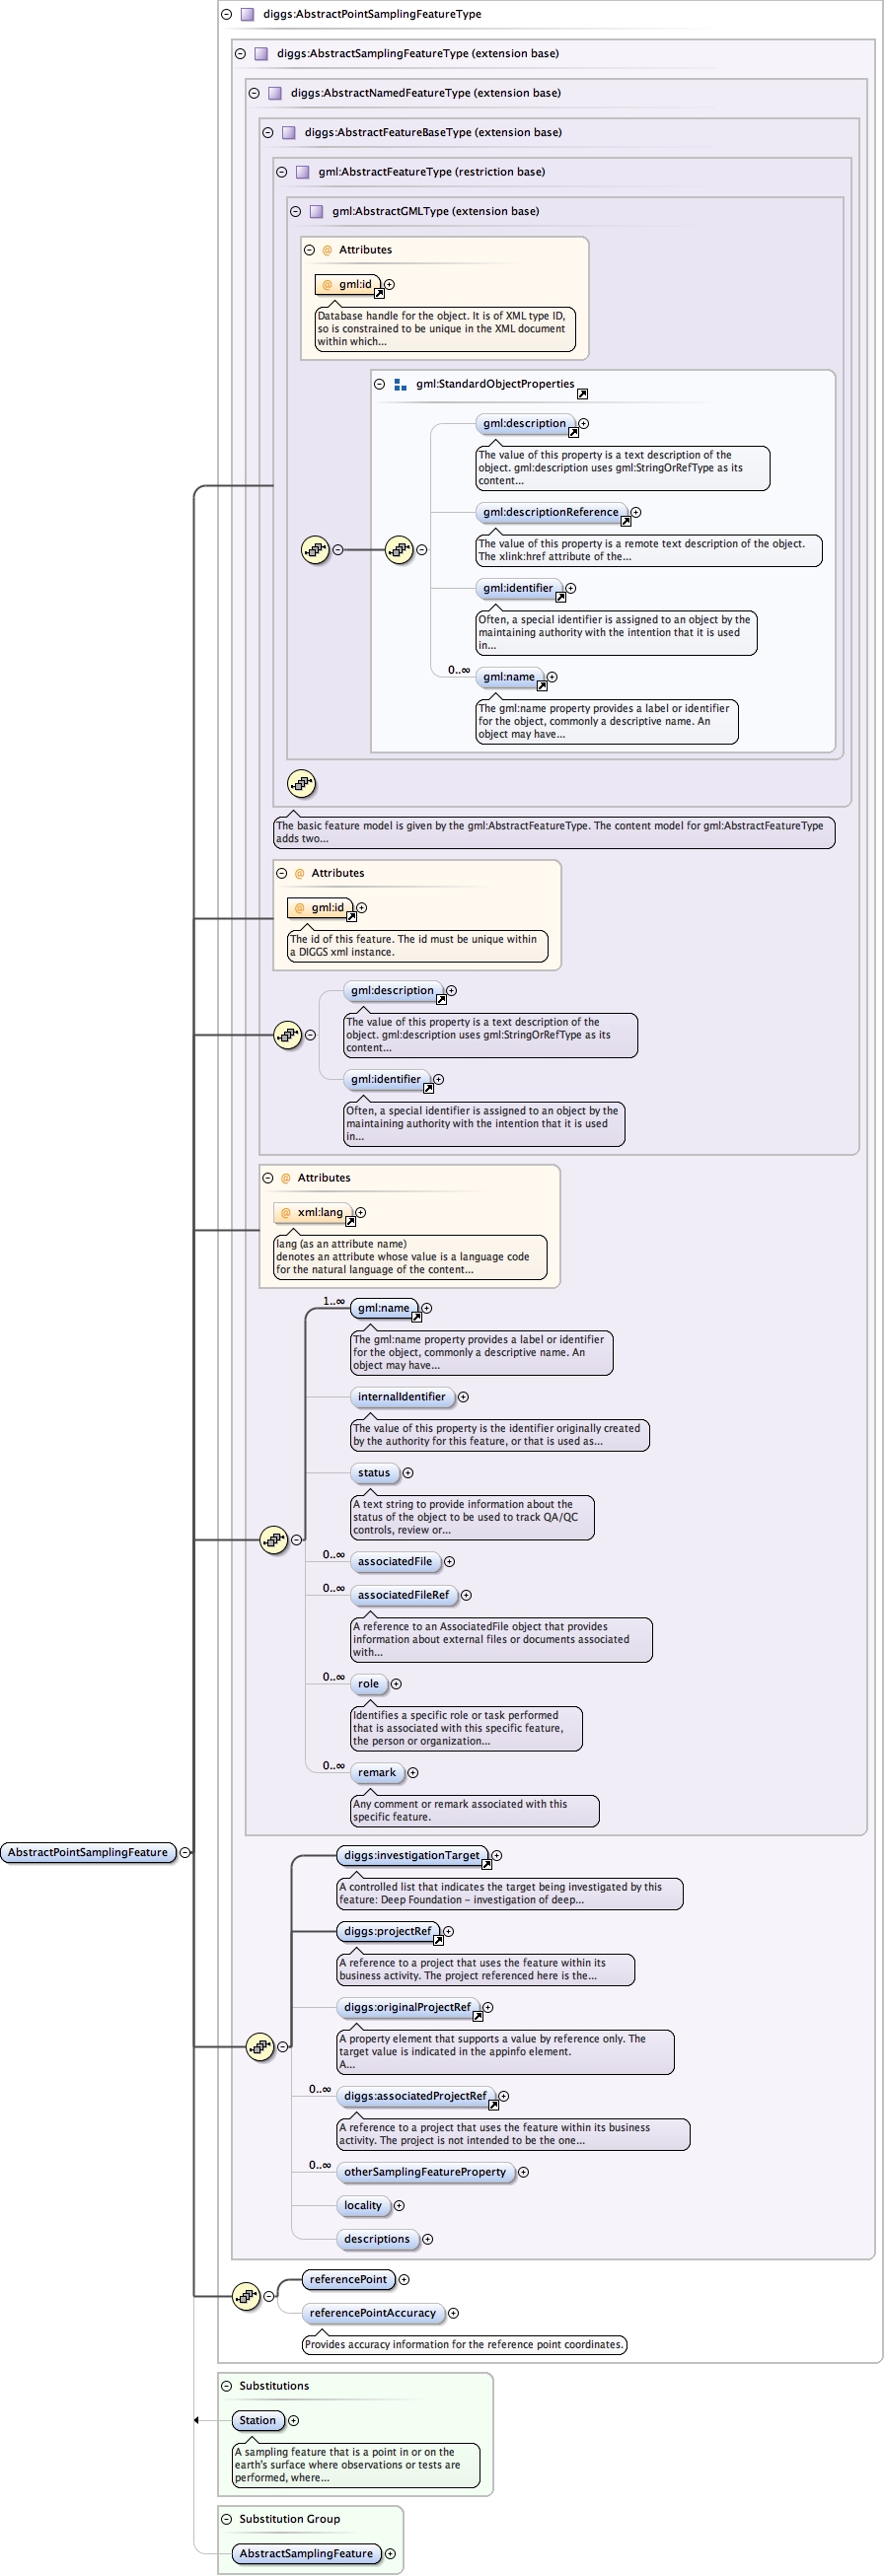 diggs:AbstractPointSamplingFeatureType
diggs:AbstractSamplingFeatureType (extension base)
diggs:AbstractNamedFeatureType (extension base)
diggs:AbstractFeatureBaseType (extension base)
gml:AbstractFeatureType (restriction base)
gml:AbstractGMLType (extension base)
@ Attributes
@ gml:id
Database handle for the object. It is of XML type ID,
so is constrained to be unique in the XML document
within which...
gml:StandardObjectProperties
gml:description
The value of this property is a text description of the
object. gml:description uses gml:StringOrRefType as its
content...
gml:descriptionReference
The value of this property is a remote text description of the object.
The xlink:href attribute of the...
gml:identifier
Often, a special identifier is assigned to an object by the
maintaining authority with the intention that it is used
in...
0..∞
gml:name
The gml:name property provides a label or identifier
for the object, commonly a descriptive name. An
object may have...
The basic feature model is given by the gml:AbstractFeatureType. The content model for gml:AbstractFeatureType
adds two...
@ Attributes
@ gml:id
The id of this feature. The id must be unique within
a DIGGS xml instance.
gml:description
The value of this property is a text description of the
object. gml:description uses gml:StringOrRefType as its
content...
gml:identifier
Often, a special identifier is assigned to an object by the
maintaining authority with the intention that it is used
in...
@ Attributes
@ xml:lang
lang (as an attribute name)
denotes an attribute whose value is a language code
for the natural language of the content...
1..∞
gml:name
The gml:name property provides a label or identifier
for the object, commonly a descriptive name. An
object may have...
internalIdentifier
The value of this property is the identifier originally created
by the authority for this feature, or that is used as...
status
A text string to provide information about the
status of the object to be used to track QA/QC
controls, review or...
0..∞
associatedFile
0..∞
associatedFileRef
A reference to an AssociatedFile object that provides
information about external files or documents associated
with...
0..∞
role
Identifies a specific role or task performed
that is associated with this specific feature,
the person or organization...
0..∞
remark
Any comment or remark associated with this
specific feature.
AbstractPointSamplingFeature
diggs:investigationTarget
A controlled list that indicates the target being investigated by this
feature: Deep Foundation - investigation of deep...
diggs:projectRef
A reference to a project that uses the feature within its
business activity. The project referenced here is the...
diggs:originalProjectRef
A property element that supports a value by reference only. The
target value is indicated in the appinfo element.
A...
0..∞
diggs:associatedProjectRef
A reference to a project that uses the feature within its business
activity. The project is not intended to be the one...
0..∞
otherSamplingFeatureProperty
locality
descriptions
referencePoint
referencePointAccuracy
Provides accuracy information for the reference point coordinates.
Substitutions
Station
A sampling feature that is a point in or on the
earth's surface where observations or tests are
performed, where...
Substitution Group
AbstractSamplingFeature